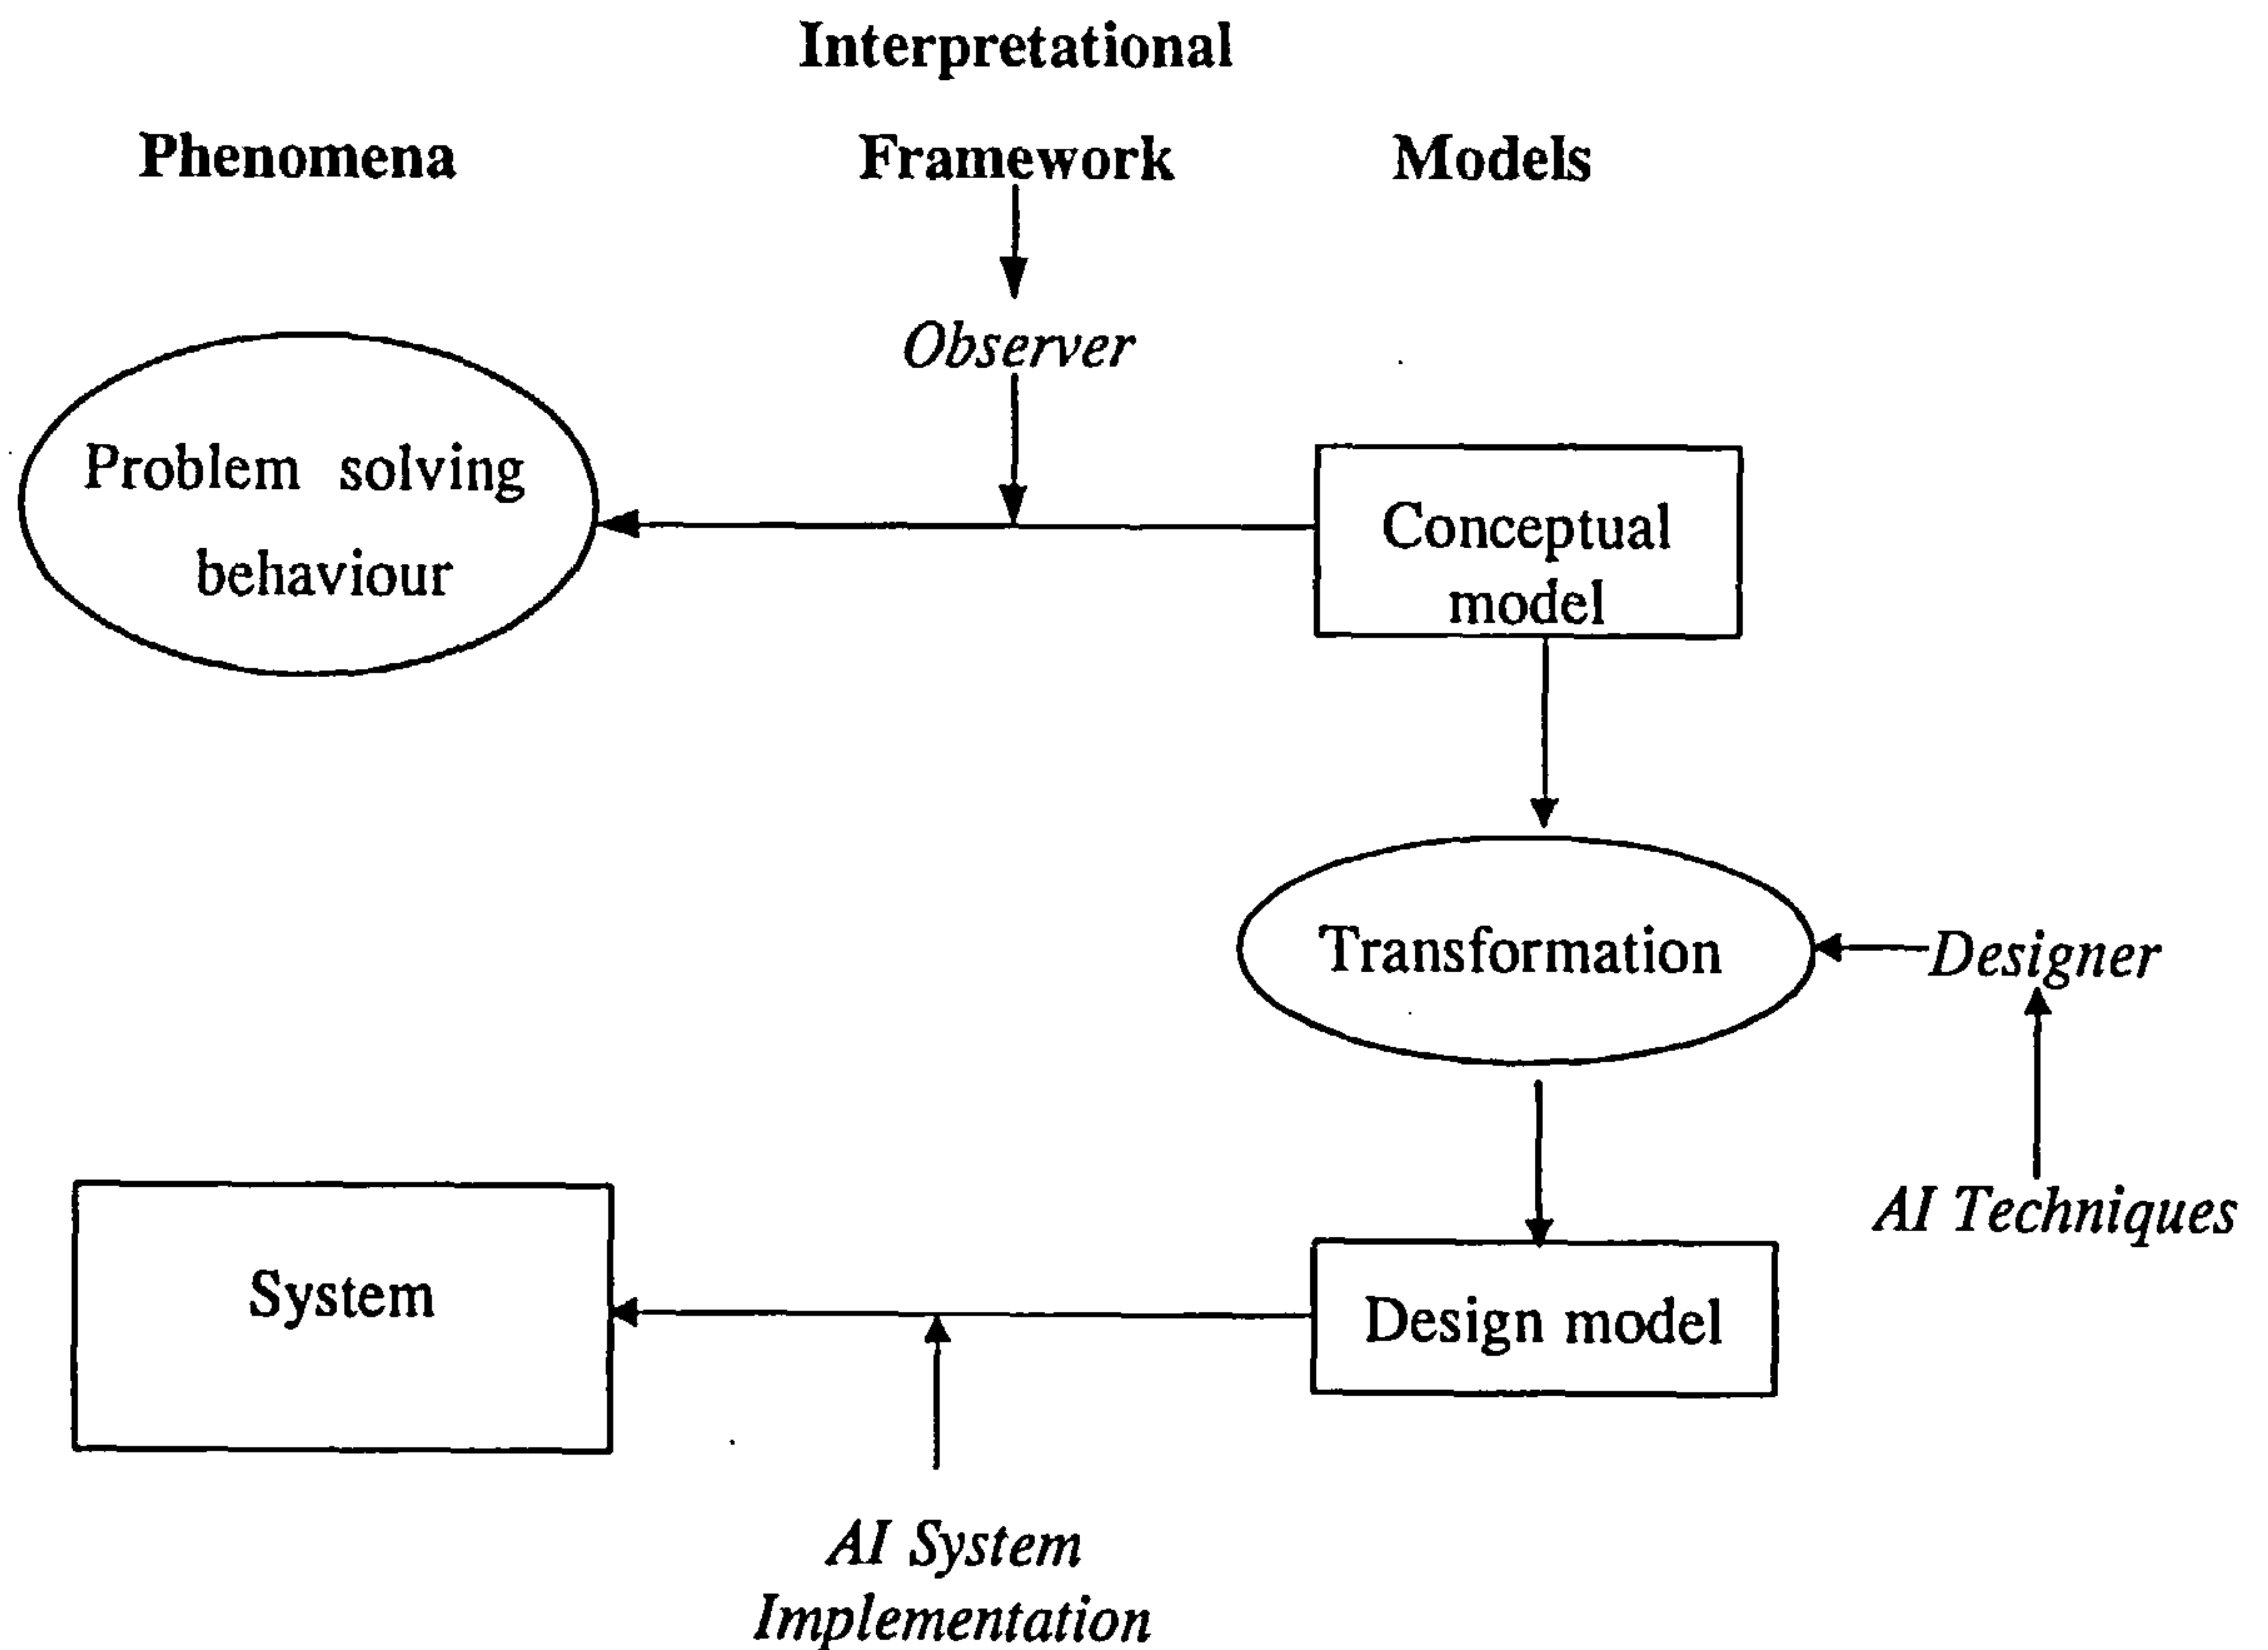 Interpretational
Phenomena Framework Models
Observer
Problem solving
behaviour
Conceptual
model
Transformation
Designer
AI Techniques
System
Design model
AI System
Implementation